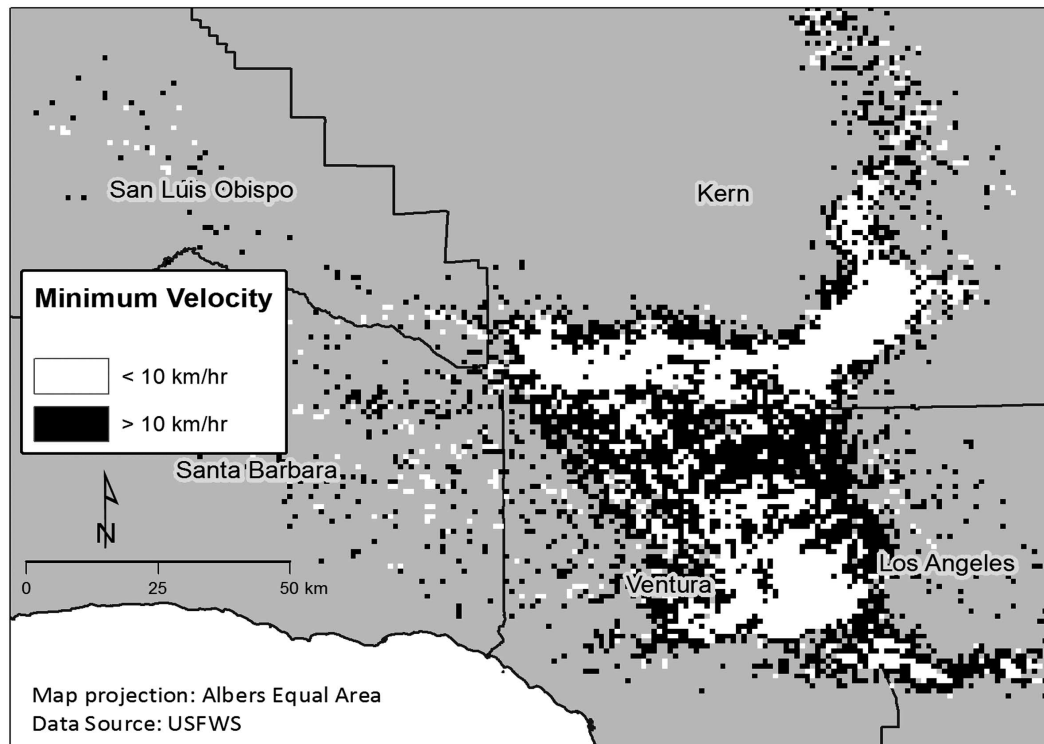 San Luis Obispo
Kern
Minimum Velocity
< 10 km/hr
> 10 km/hr
Santa Barbara
N
Los Angeles
Ventura
0 25 50 km
Map projection: Albers Equal Area
Data Source: USFWS